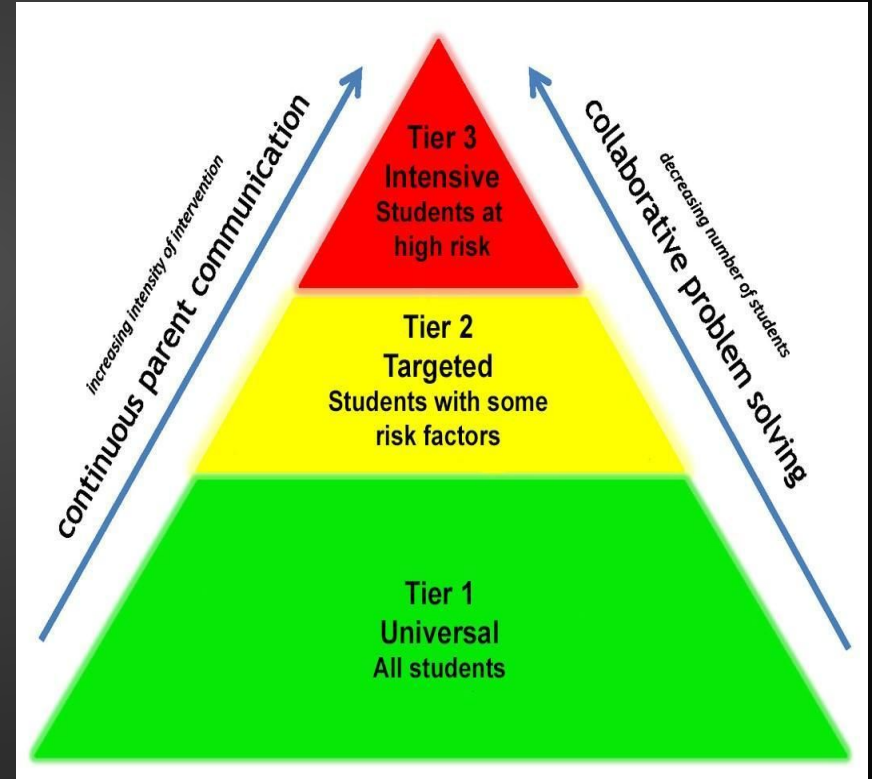 increasing intensity of intervention
continuous parent communication
Tier 3
Intensive
Students at
high risk
Tier 2
Targeted
Students with some
risk factors
Tier 1
Universal
All students
decreasing number of students
collaborative problem solving